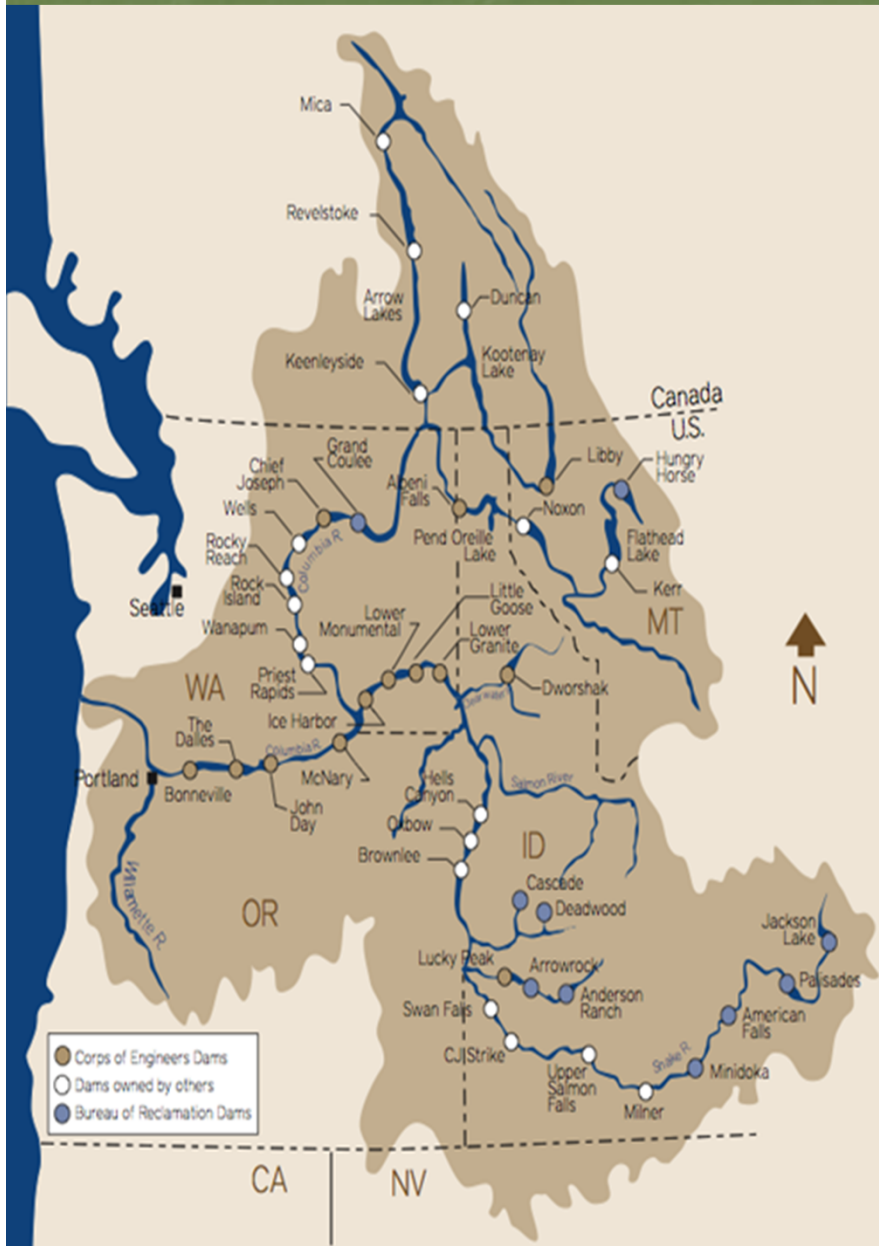 Mica
Revelstoke
Arrow
Lakes
Duncan
Keenleyside
Kootenay
Lake
Canada
U.S.
Grand
Coulee
Chief
Joseph
Albeni
Falls
Libby
Hungry
Horse
Wells
Noxon
Columbia R.
Pend Oreille
Lake
Rocky
Reach
Flathead
Lake
Rock
Island
Kerr
Seattle
Little
Goose
Lower
Monumental
Wanapum
Lower
Granite
MT
Priest
Rapids
WA
N
Dworshak
Clearwater
Ice Harbor
The
Dalles
Columbia R.
Portland
Bonneville
McNary
John
Day
Hells
Canyon
Salmon River
Oxbow
Brownlee
ID
Cascade
Deadwood
Willamette R.
OR
Jackson
Lake
Lucky Peak
Arrowrock
Palisades
Anderson
Ranch
Swan Falls
American
Falls
CJ Strike
Snake R.
Upper
Salmon
Falls
Minidoka
Milner
Corps of Engineers Dams
Dams owned by others
Bureau of Reclamation Dams
CA
NV